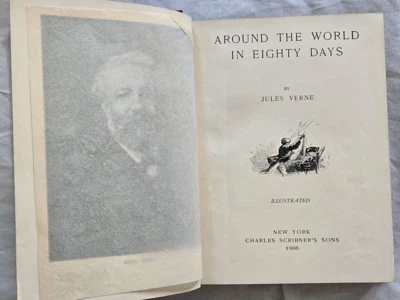 AROUND THE WORLD
IN EIGHTY DAYS
BY
JULES VERNE
ILLUSTRATED
NEW YORK
CHARLES SCRIBNER'S SONS
1906